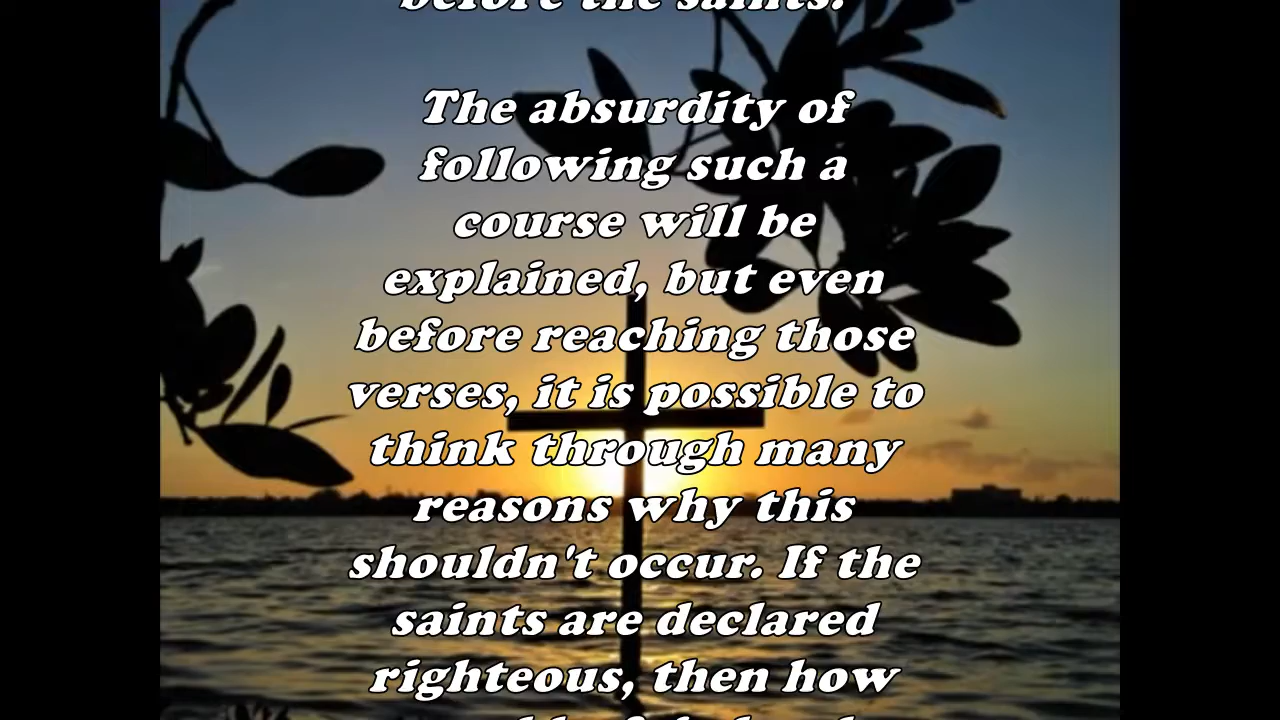 before the saints.
The absurdity of
following such a
course will be
explained, but even
before reaching those
verses, it is possible to
think through many
reasons why this
shouldn't occur. If the
saints are declared
righteous, then how